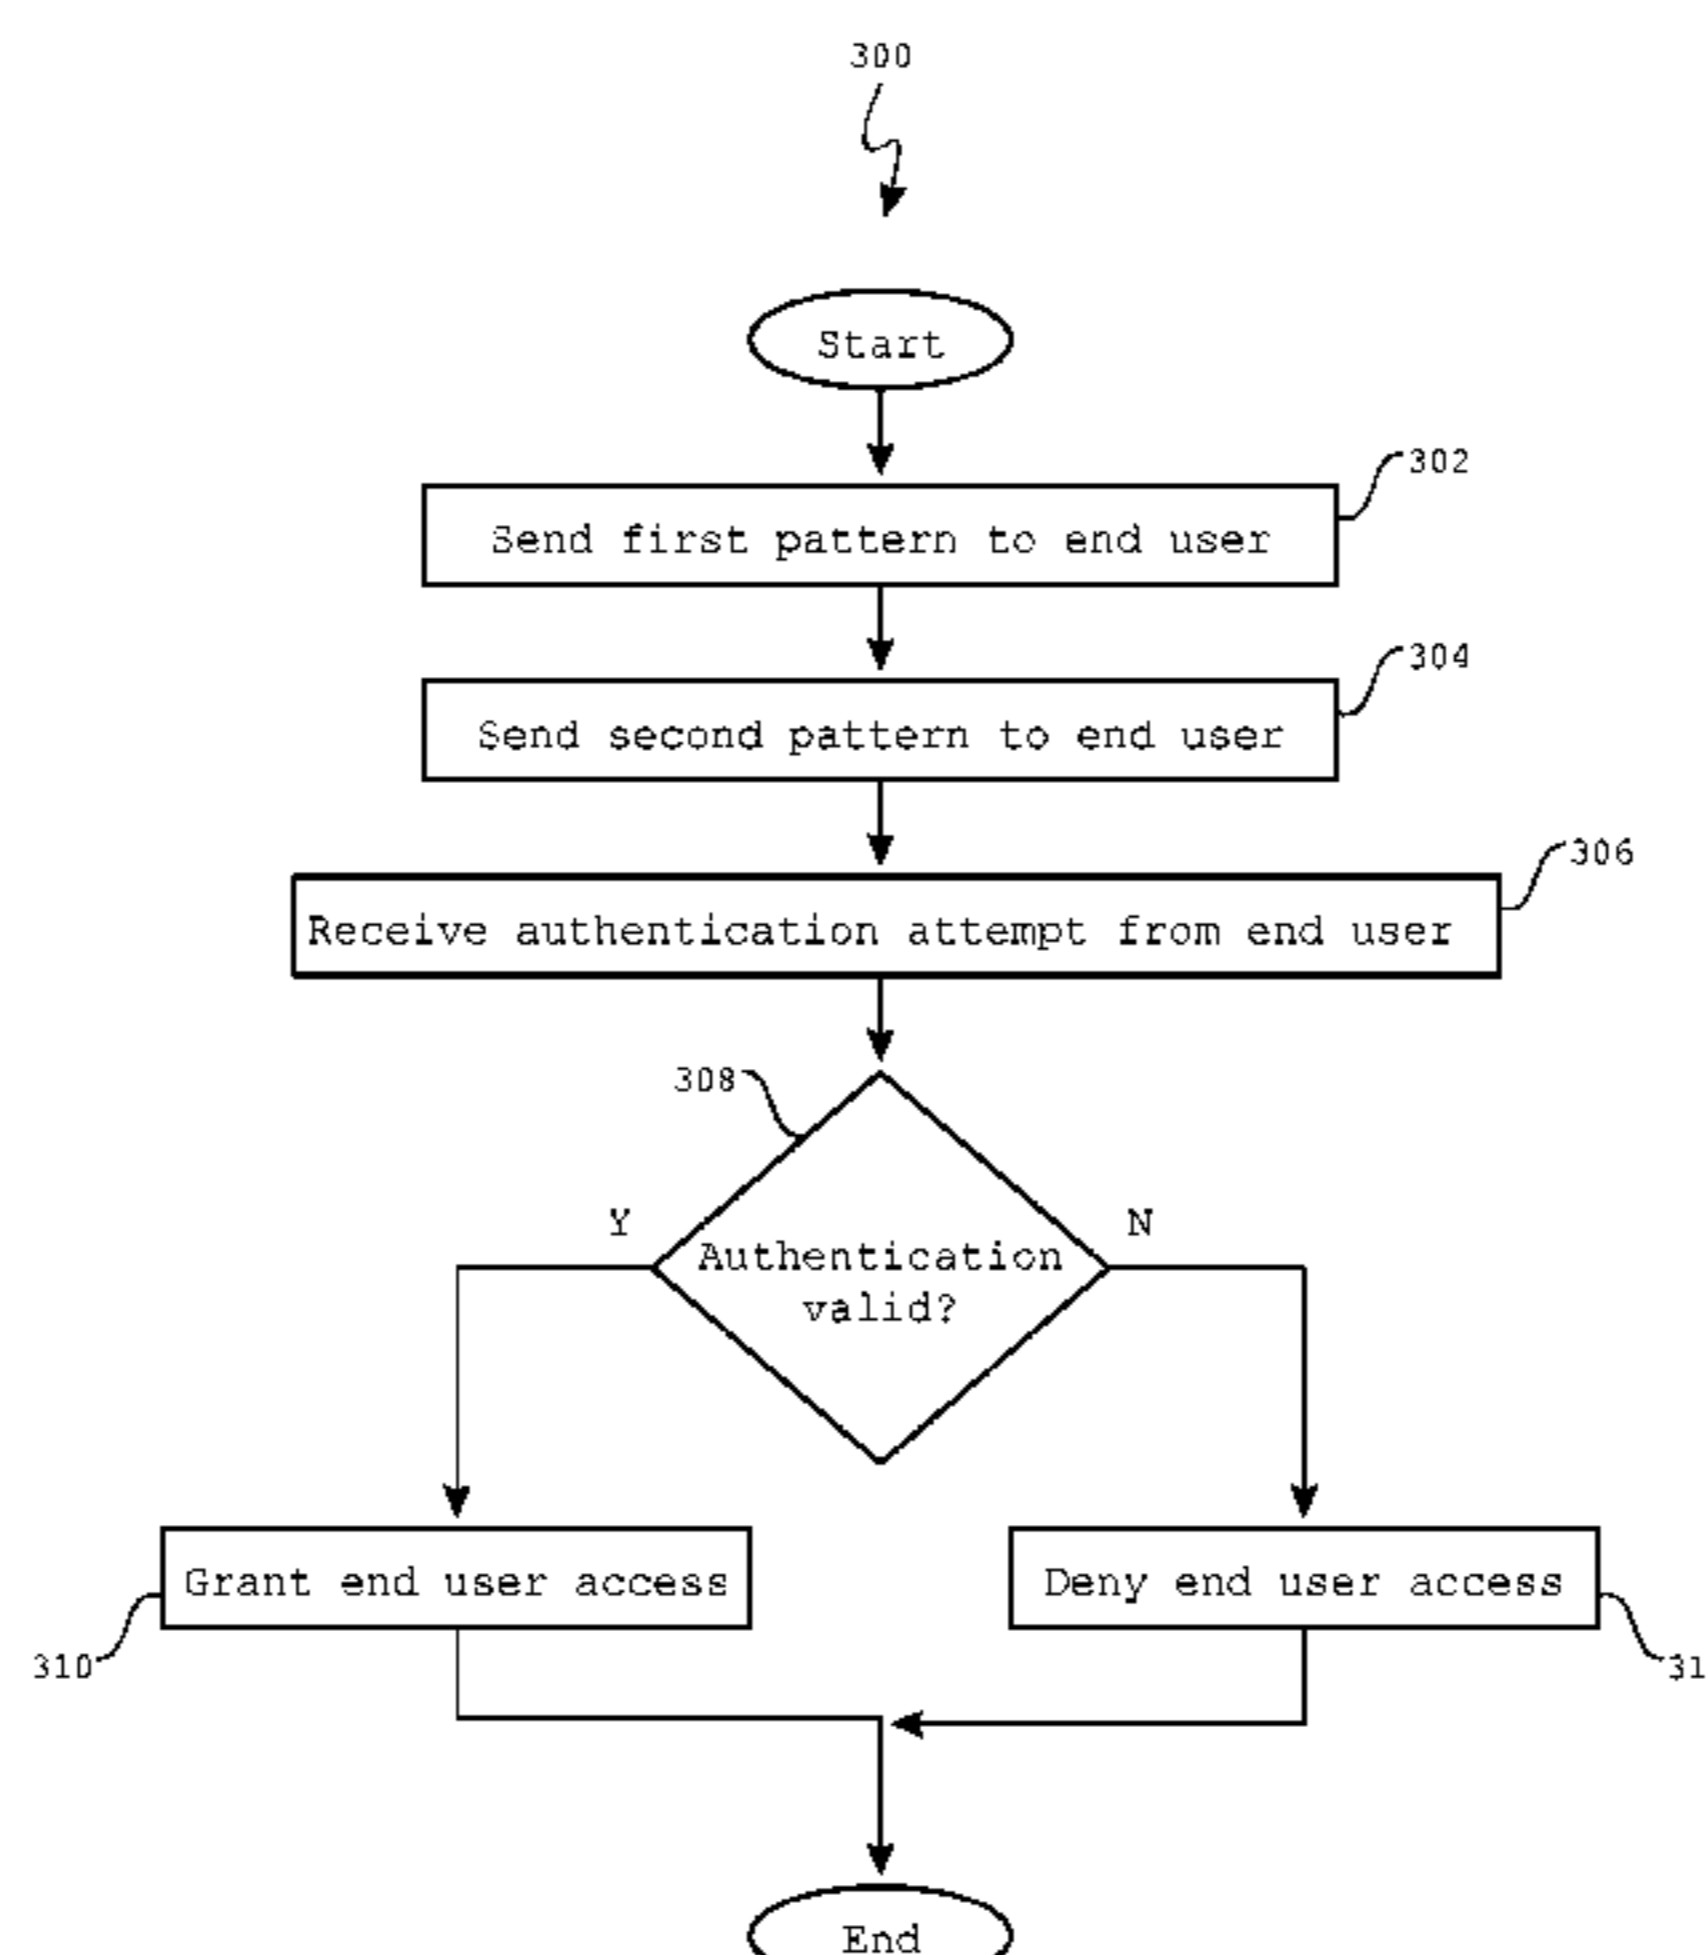 300
Start
302
Send first pattern to end user
304
Send second pattern to end user
306
Receive authentication attempt from end user
308
Y
N
Authentication
valid?
Grant end user access
Deny end user access
310
31
End